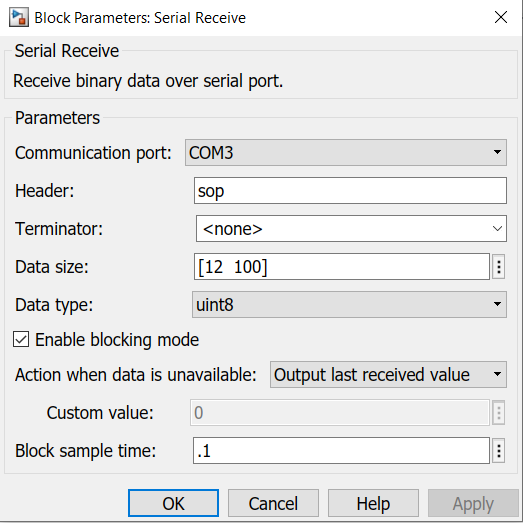 Block Parameters: Serial Receive
Serial Receive
Receive binary data over serial port.
Parameters
Communication port: COM3
Header: sop
Terminator: <none>
Data size: [12 100]
Data type: uint8
Enable blocking mode
Action when data is unavailable: Output last received value
Custom value: 0
Block sample time: .1
OK Cancel Help Apply